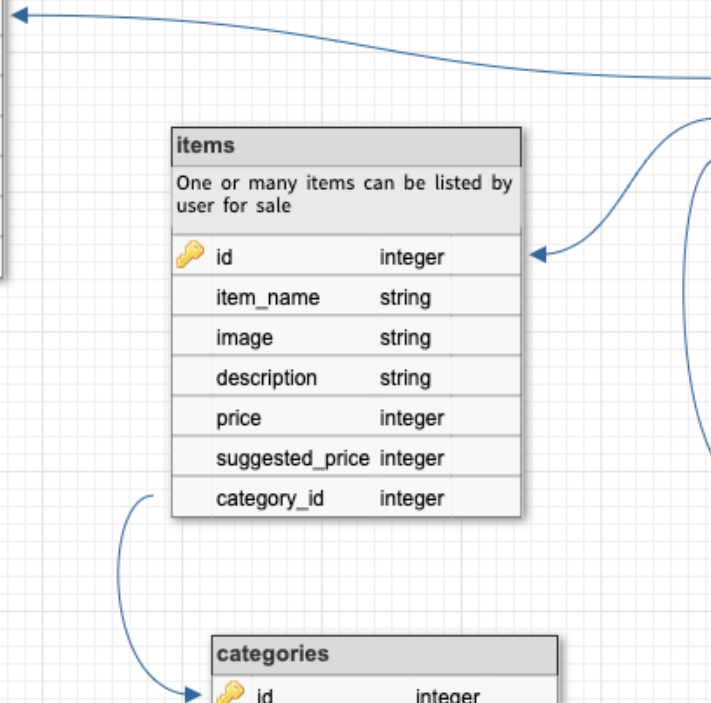 items
One or many items can be listed by
user for sale
id integer
item_name string
image string
description string
price integer
suggested_price integer
category_id integer
categories
id integer